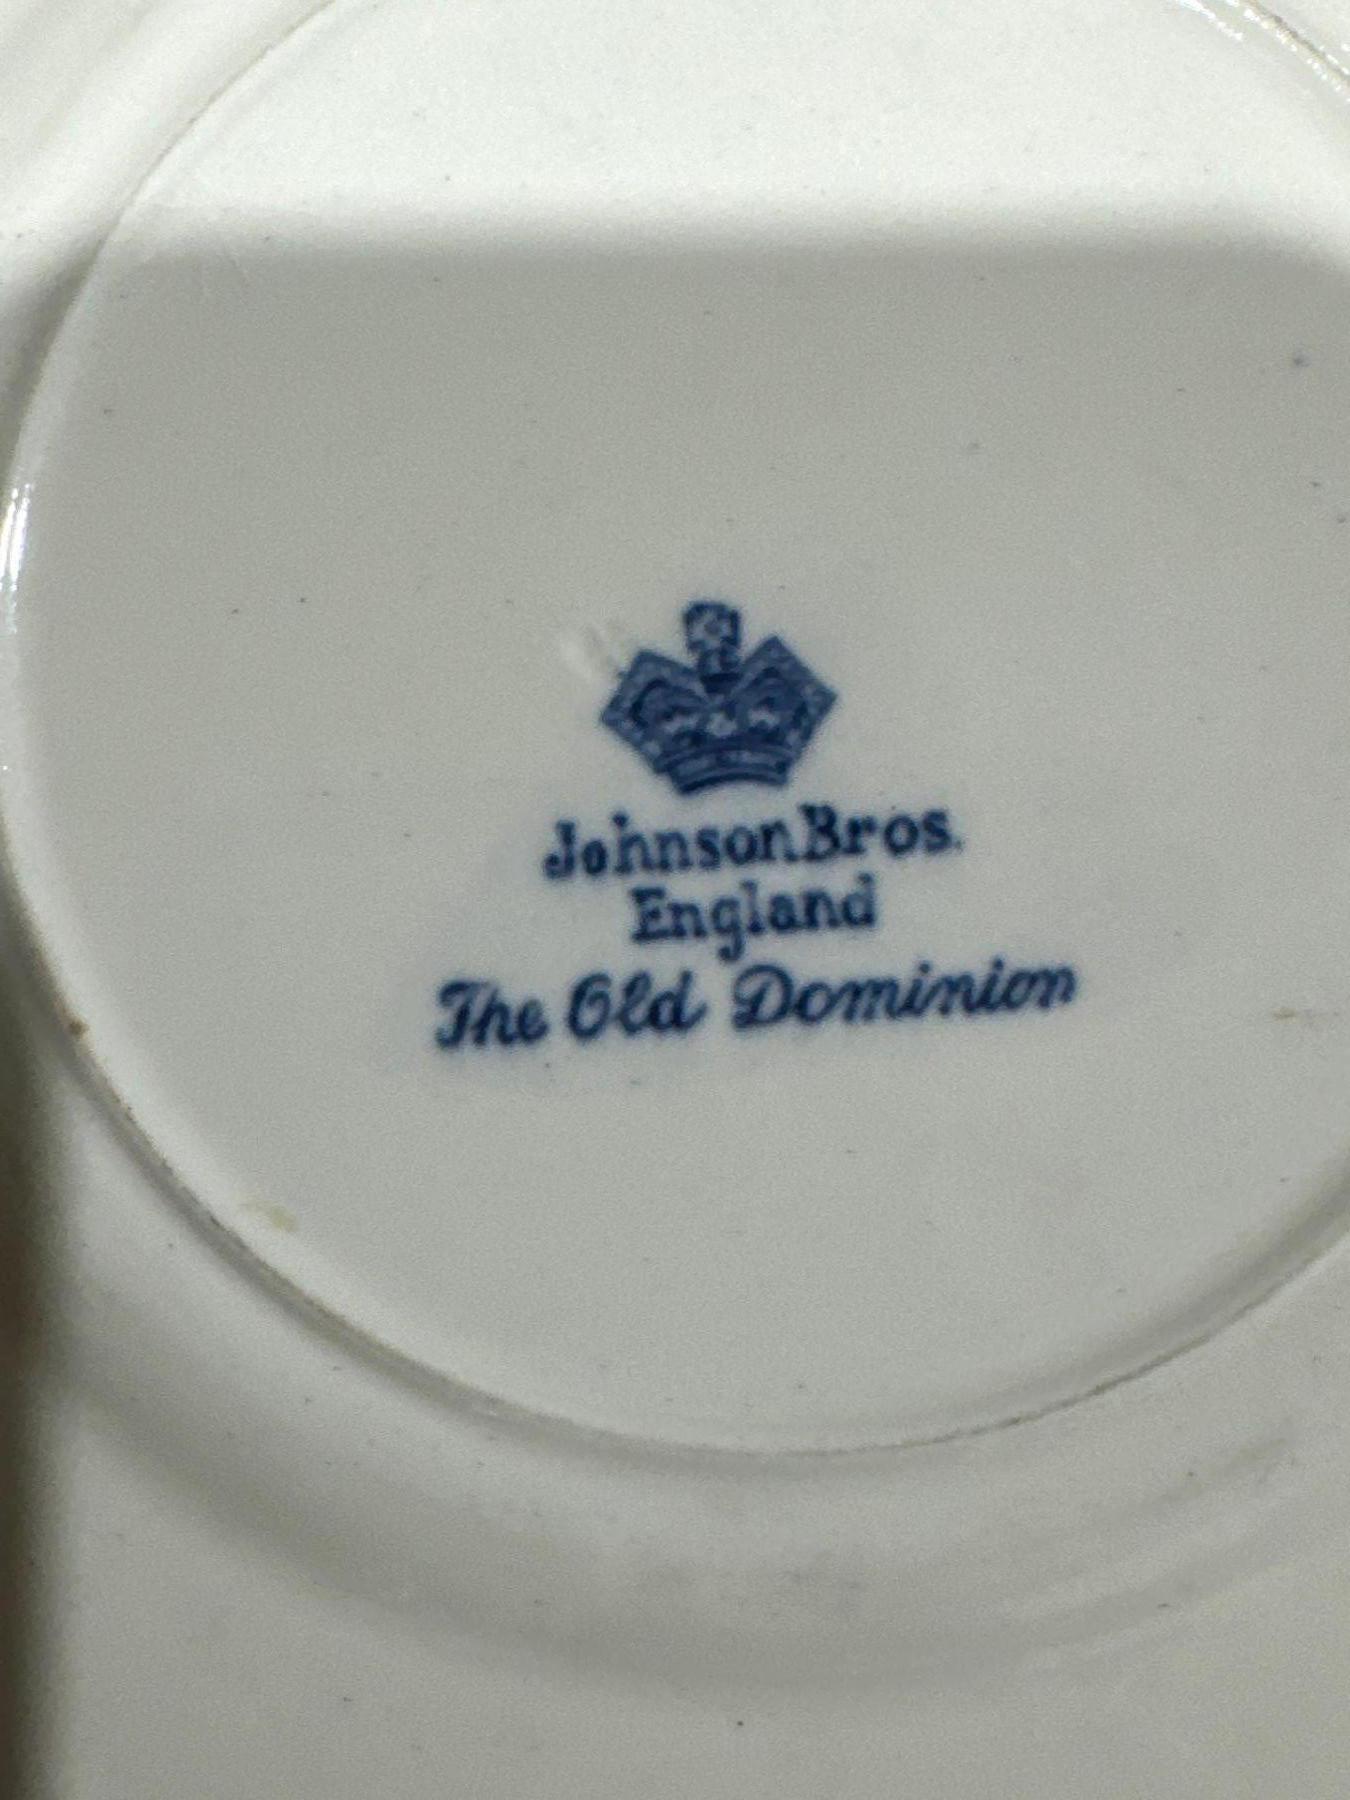 Johnson Bros.
England
The Old Dominion